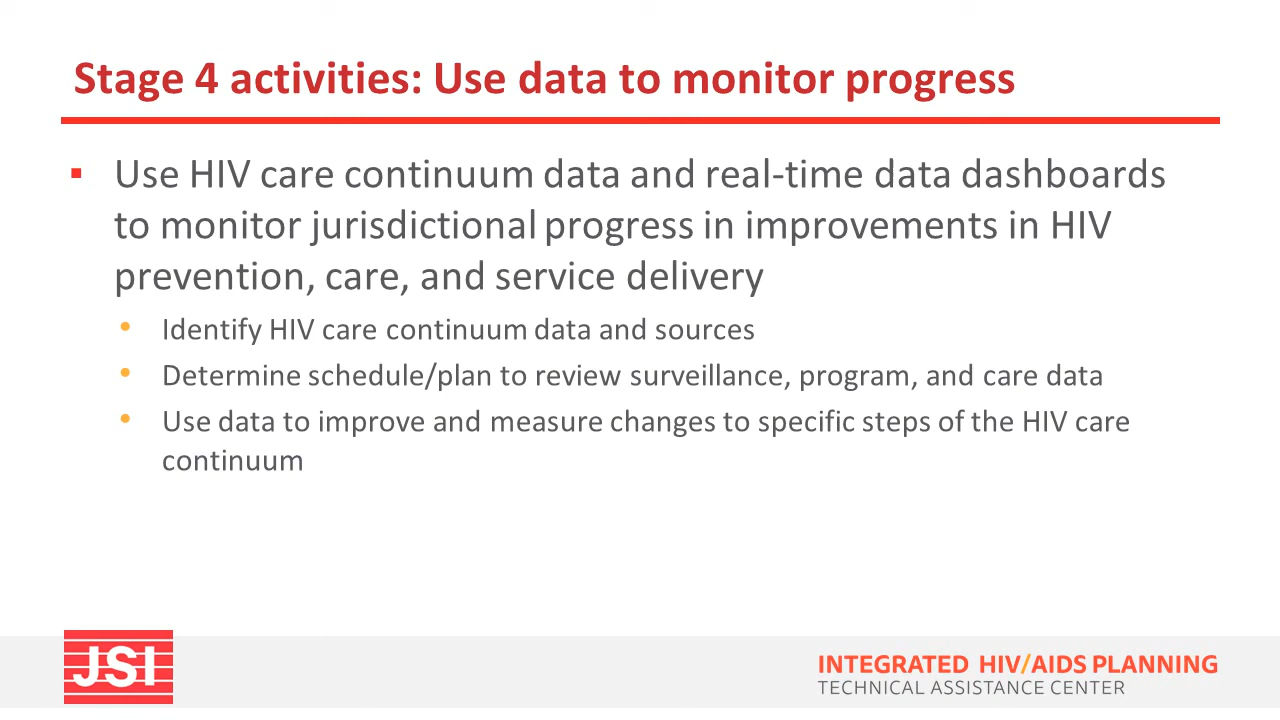 Stage 4 activities: Use data to monitor progress
▪ Use HIV care continuum data and real-time data dashboards
to monitor jurisdictional progress in improvements in HIV
prevention, care, and service delivery
• Identify HIV care continuum data and sources
• Determine schedule/plan to review surveillance, program, and care data
• Use data to improve and measure changes to specific steps of the HIV care
continuum
JSI
INTEGRATED HIV/AIDS PLANNING
TECHNICAL ASSISTANCE CENTER